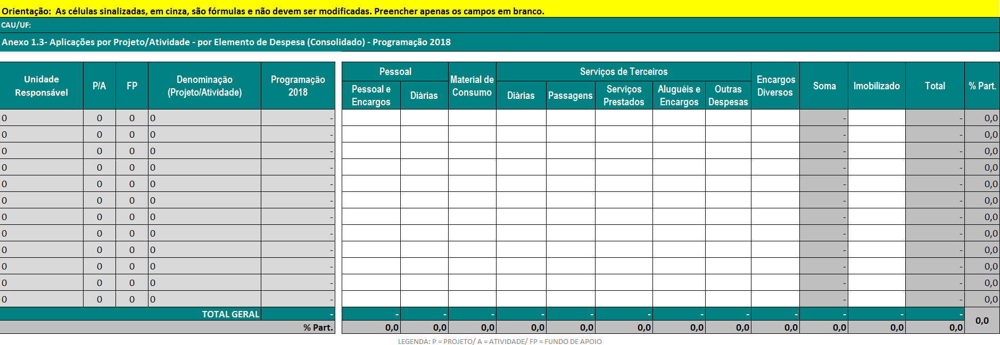 Orientação: As células sinalizadas, em cinza, são fórmulas e não devem ser modificadas. Preencher apenas os campos em branco.
CAU/UF:
Anexo 1.3- Aplicações por Projeto/Atividade - por Elemento de Despesa (Consolidado) - Programação 2018
Unidade Responsável P/A FP Denominação (Projeto/Atividade) Programação 2018 Pessoal Material de Consumo Serviços de Terceiros Encargos Diversos Soma Imobilizado Total % Part.
Pessoal e Encargos Diárias Diárias Passagens Serviços Prestados Aluguéis e Encargos Outras Despesas
0 0 0 0 - - - 0,0
0 0 0 0 - - - 0,0
0 0 0 0 - - - 0,0
0 0 0 0 - - - 0,0
0 0 0 0 - - - 0,0
0 0 0 0 - - - 0,0
0 0 0 0 - - - 0,0
0 0 0 0 - - - 0,0
0 0 0 0 - - - 0,0
0 0 0 0 - - - 0,0
0 0 0 0 - - - 0,0
0 0 0 0 - - - 0,0
TOTAL GERAL - - - - - - - - - - - - - 0,0
% Part. 0,0 0,0 0,0 0,0 0,0 0,0 0,0 0,0 0,0 0,0 0,0 0,0
LEGENDA: P = PROJETO/ A = ATIVIDADE/ FP = FUNDO DE APOIO